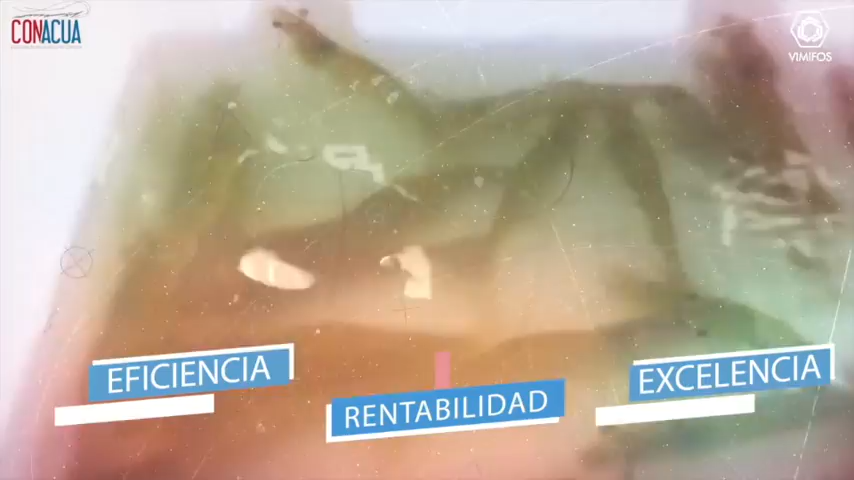 CONACUA
VIMIFOS
EFICIENCIA
RENTABILIDAD
EXCELENCIA